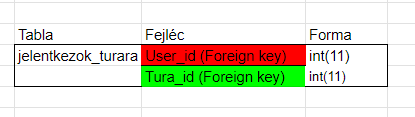 Tabla Fejléc Forma
jelentkezok_turara User_id (Foreign key) int(11)
Tura_id (Foreign key) int(11)